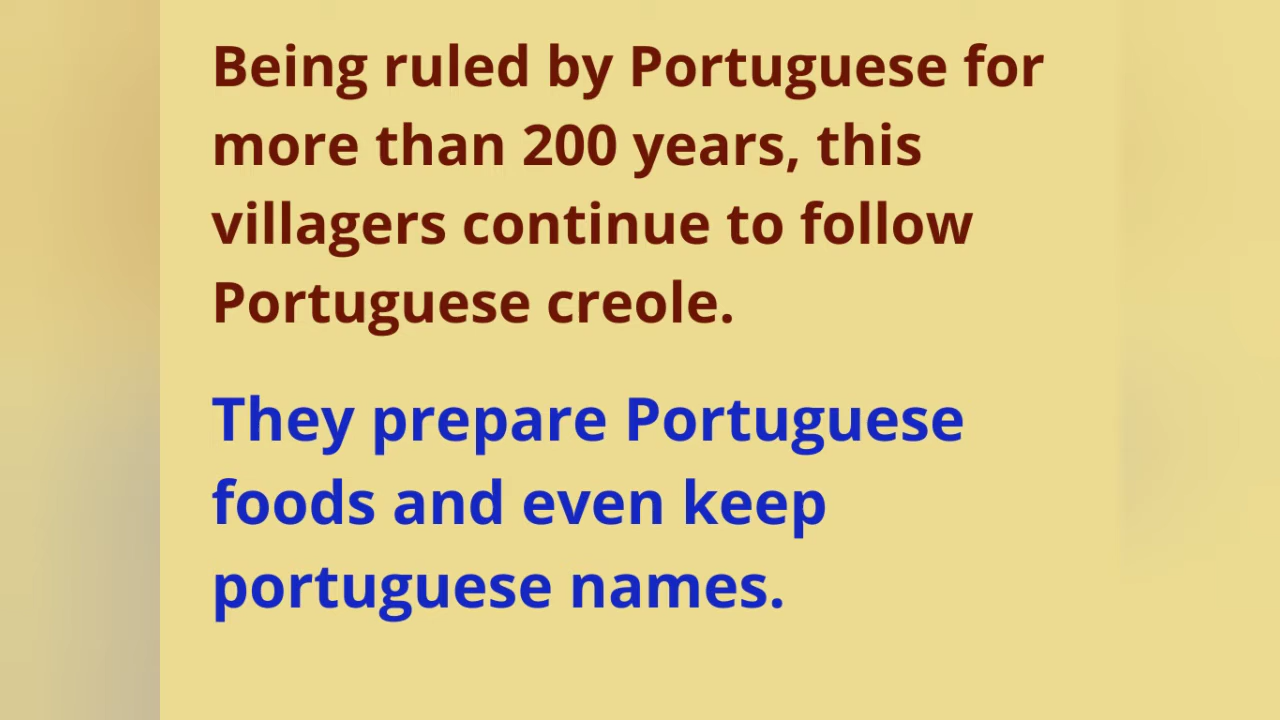 Being ruled by Portuguese for
more than 200 years, this
villagers continue to follow
Portuguese creole.
They prepare Portuguese
foods and even keep
portuguese names.